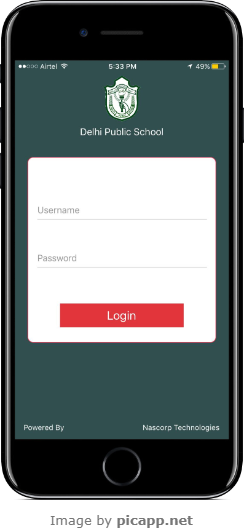 Airtel 5:33 PM 49%
Delhi Public School
Username
Password
Login
Powered By Nascorp Technologies
Image by picapp.net